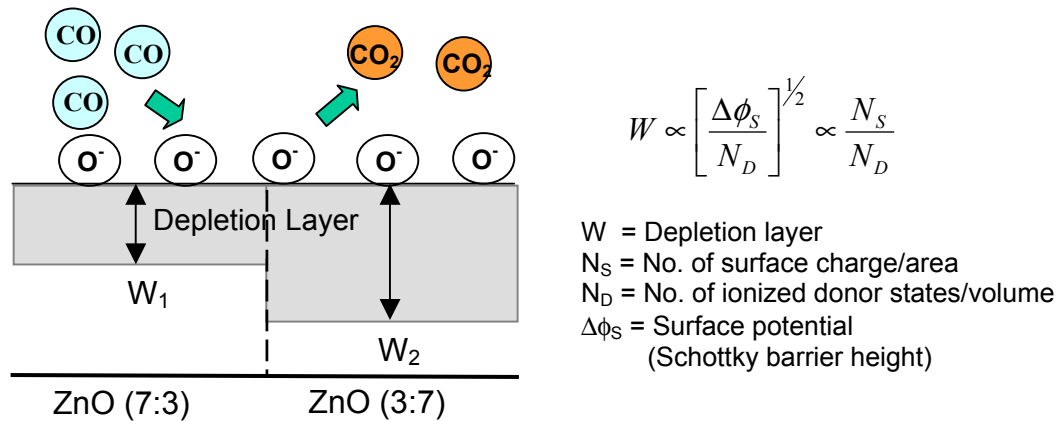 CO
CO
CO
CO₂
CO₂
O⁻ O⁻ O⁻ O⁻ O⁻
Depletion Layer
W₁
W₂
ZnO (7:3) ZnO (3:7)
W ∝ [Δϕ_S / N_D]^{1/2} ∝ N_S / N_D
W = Depletion layer
N_S = No. of surface charge/area
N_D = No. of ionized donor states/volume
Δϕ_S = Surface potential
(Schottky barrier height)